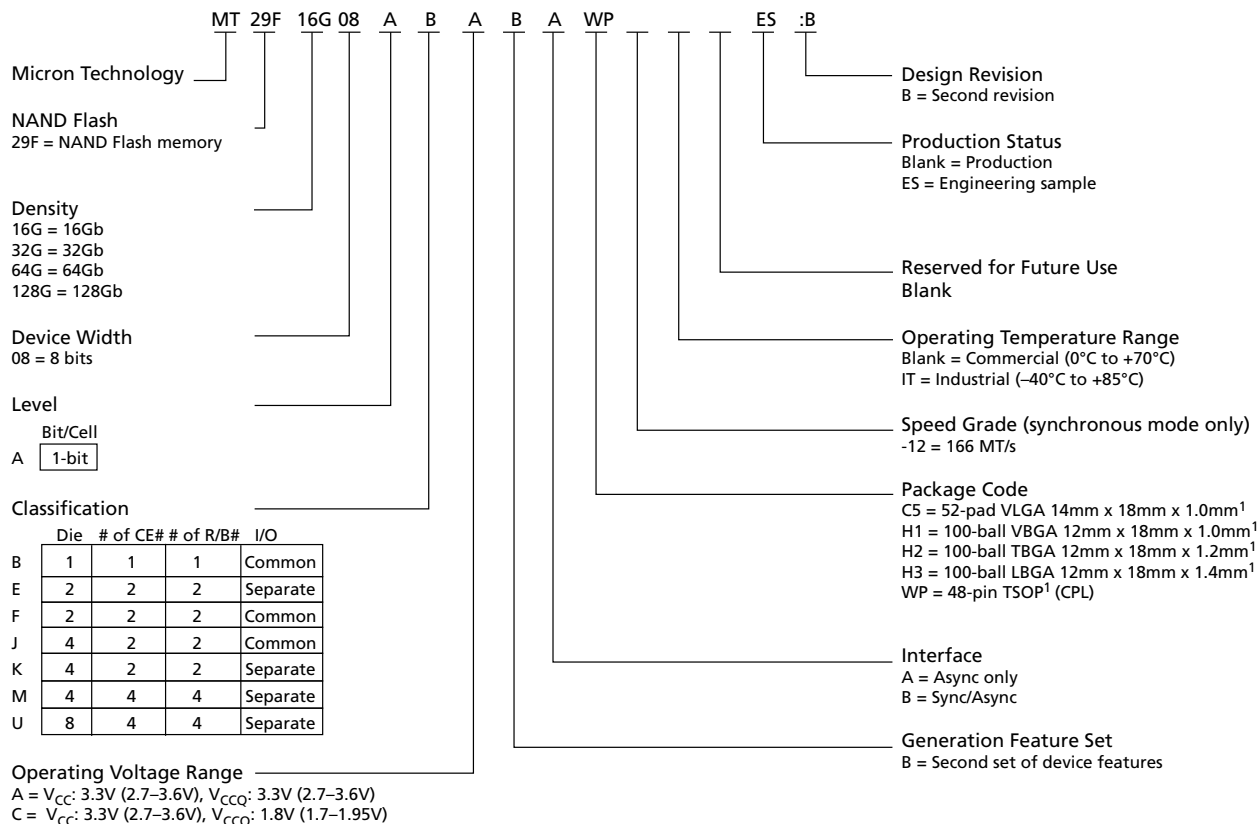 MT 29F 16G 08 A B A B A WP ES :B
Micron Technology
NAND Flash
29F = NAND Flash memory
Density
16G = 16Gb
32G = 32Gb
64G = 64Gb
128G = 128Gb
Device Width
08 = 8 bits
Level
Bit/Cell
A 1-bit
Classification
Die # of CE# # of R/B# I/O
B 1 1 1 Common
E 2 2 2 Separate
F 2 2 2 Common
J 4 2 2 Common
K 4 2 2 Separate
M 4 4 4 Separate
U 8 4 4 Separate
Operating Voltage Range
A = VCC: 3.3V (2.7–3.6V), VCCQ: 3.3V (2.7–3.6V)
C = VCC: 3.3V (2.7–3.6V), VCCQ: 1.8V (1.7–1.95V)
Design Revision
B = Second revision
Production Status
Blank = Production
ES = Engineering sample
Reserved for Future Use
Blank
Operating Temperature Range
Blank = Commercial (0°C to +70°C)
IT = Industrial (–40°C to +85°C)
Speed Grade (synchronous mode only)
-12 = 166 MT/s
Package Code
C5 = 52-pad VLGA 14mm x 18mm x 1.0mm¹
H1 = 100-ball VBGA 12mm x 18mm x 1.0mm¹
H2 = 100-ball TBGA 12mm x 18mm x 1.2mm¹
H3 = 100-ball LBGA 12mm x 18mm x 1.4mm¹
WP = 48-pin TSOP¹ (CPL)
Interface
A = Async only
B = Sync/Async
Generation Feature Set
B = Second set of device features